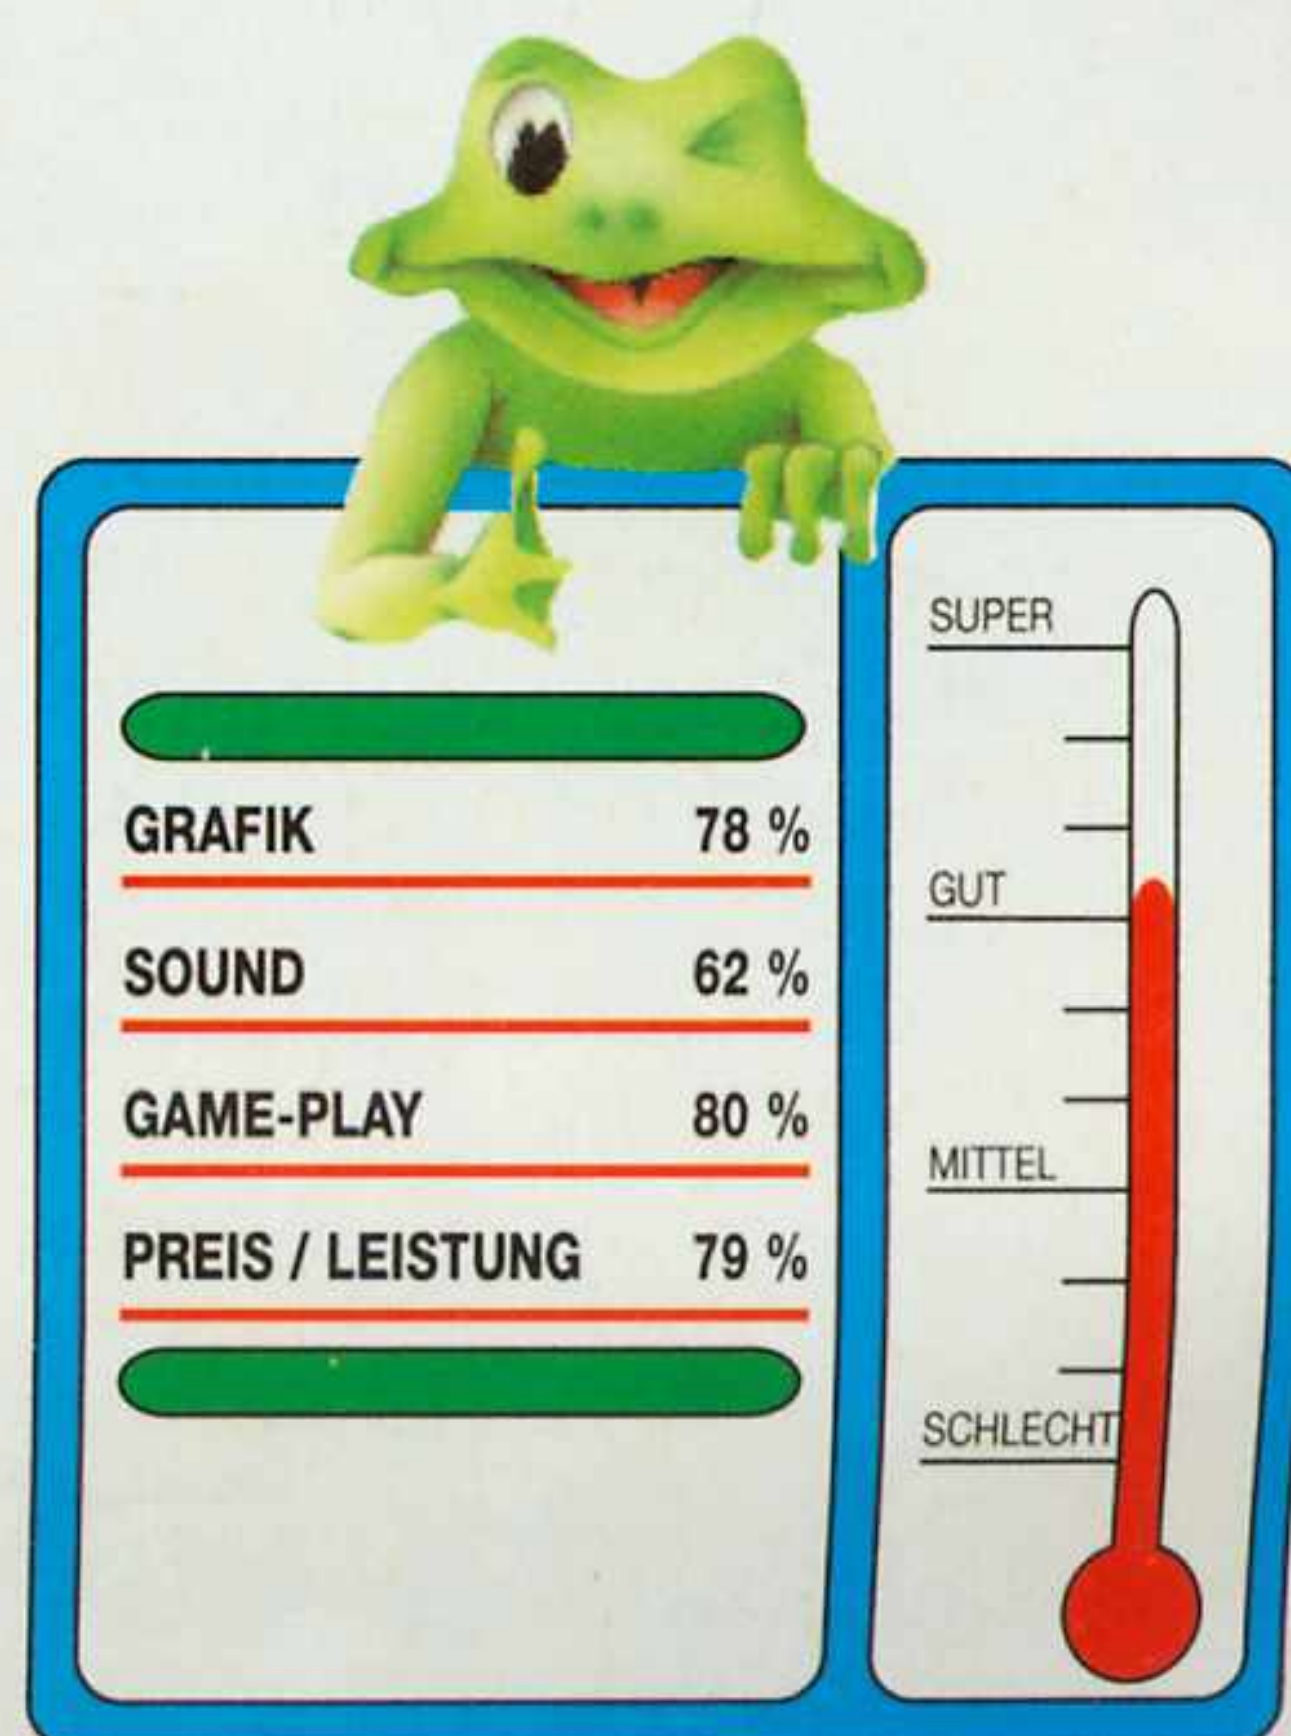 GRAFIK 78 %
SOUND 62 %
GAME-PLAY 80 %
PREIS / LEISTUNG 79 %
SUPER
GUT
MITTEL
SCHLECHT